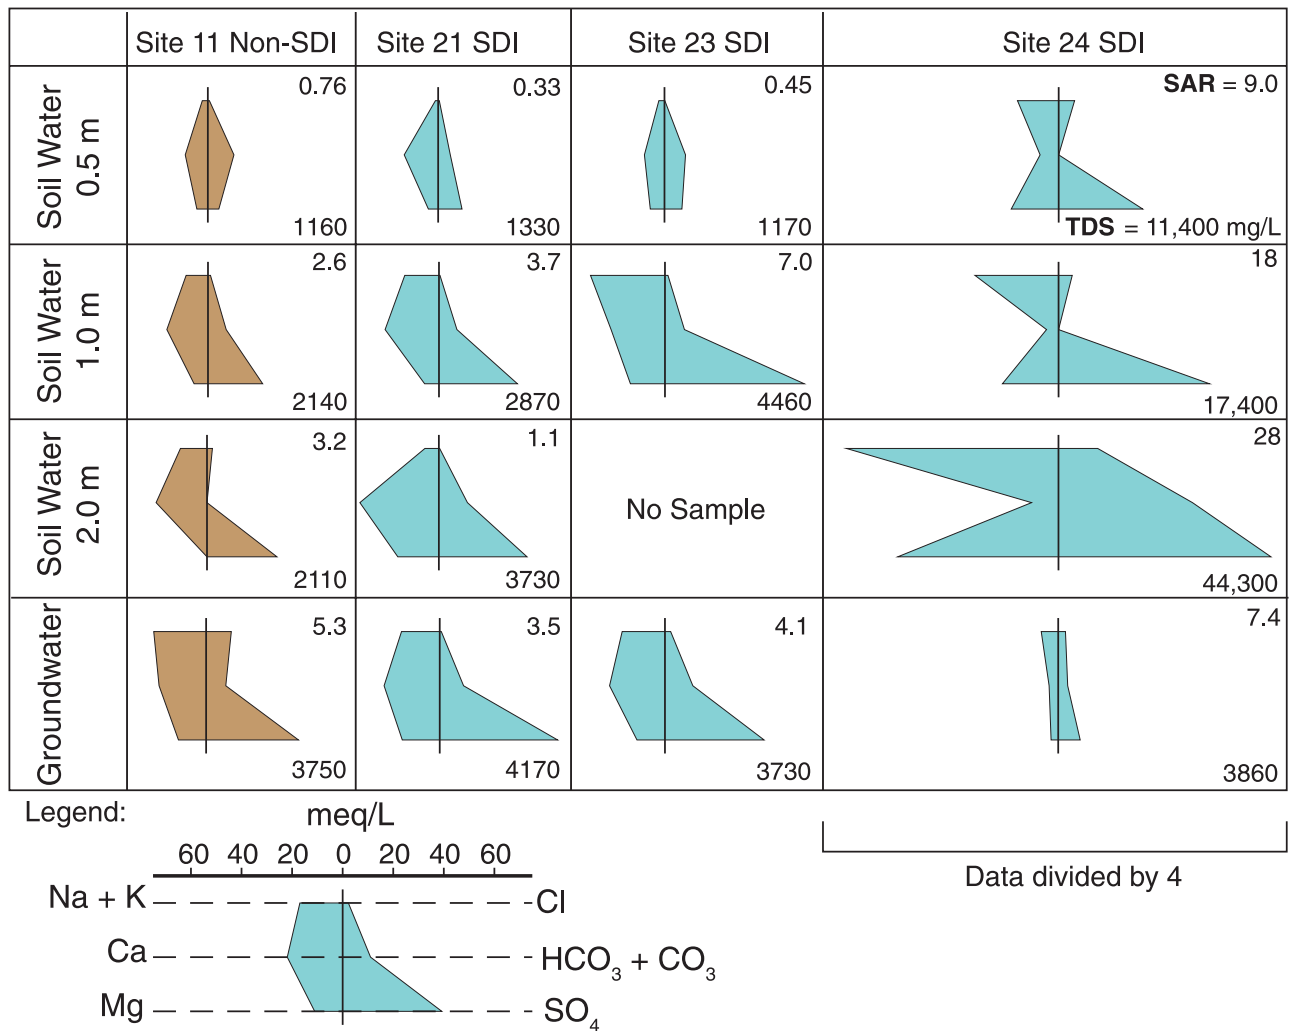 Site 11 Non-SDI
Site 21 SDI
Site 23 SDI
Site 24 SDI
Soil Water
0.5 m
0.76
1160
0.33
1330
0.45
1170
SAR = 9.0
TDS = 11,400 mg/L
Soil Water
1.0 m
2.6
2140
3.7
2870
7.0
4460
18
17,400
Soil Water
2.0 m
3.2
2110
1.1
3730
No Sample
28
44,300
Groundwater
5.3
3750
3.5
4170
4.1
3730
7.4
3860
Legend:
meq/L
60 40 20 0 20 40 60
Na + K
Cl
Ca
HCO₃ + CO₃
Mg
SO₄
Data divided by 4